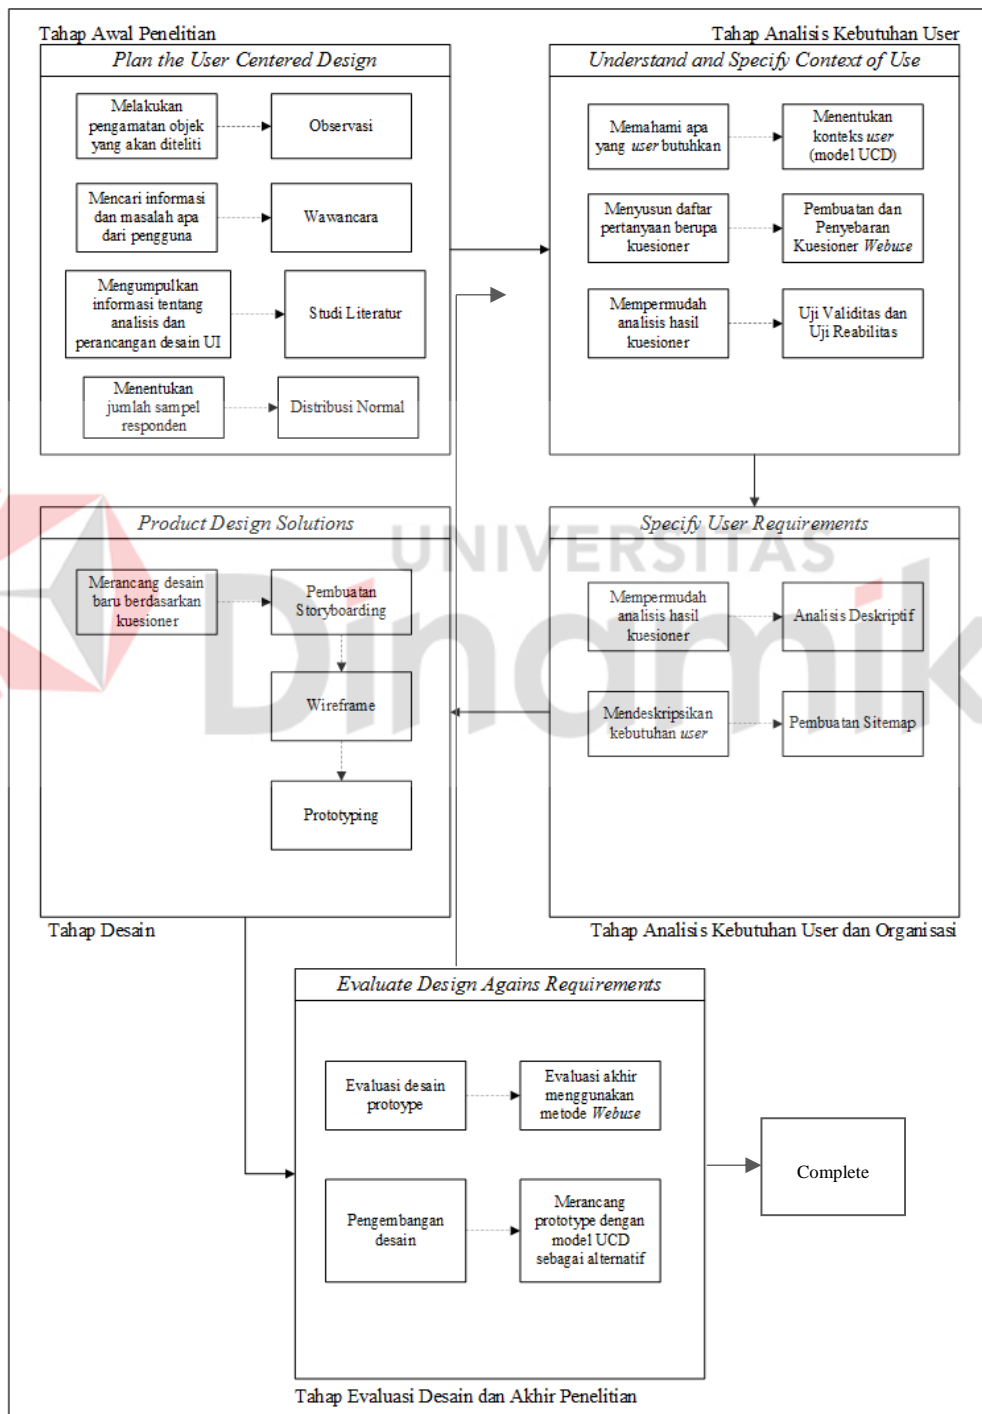 Tahap Awal Penelitian
Plan the User Centered Design
Melakukan
pengamatan objek
yang akan diteliti
Observasi
Mencari informasi
dan masalah apa
dari pengguna
Wawancara
Mengumpulkan
informasi tentang
analisis dan
perancangan desain UI
Studi Literatur
Menentukan
jumlah sampel
responden
Distribusi Normal
Tahap Analisis Kebutuhan User
Understand and Specify Context of Use
Memahami apa
yang user butuhkan
Menentukan
konteks user
(model UCD)
Menyusun daftar
pertanyaan berupa
kuesioner
Pembuatan dan
Penyebaran
Kuesioner Webuse
Mempermudah
analisis hasil
kuesioner
Uji Validitas dan
Uji Reabilitas
Product Design Solutions
Merancang desain
baru berdasarkan
kuesioner
Pembuatan
Storyboarding
Wireframe
Prototyping
Tahap Desain
Specify User Requirements
Mempermudah
analisis hasil
kuesioner
Analisis Deskriptif
Mendeskripsikan
kebutuhan user
Pembuatan Sitemap
Tahap Analisis Kebutuhan User dan Organisasi
UNIVERSITAS
Dinamika
Evaluate Design Agains Requirements
Evaluasi desain
protoype
Evaluasi akhir
menggunakan
metode Webuse
Pengembangan
desain
Merancang
prototype dengan
model UCD
sebagai alternatif
Complete
Tahap Evaluasi Desain dan Akhir Penelitian